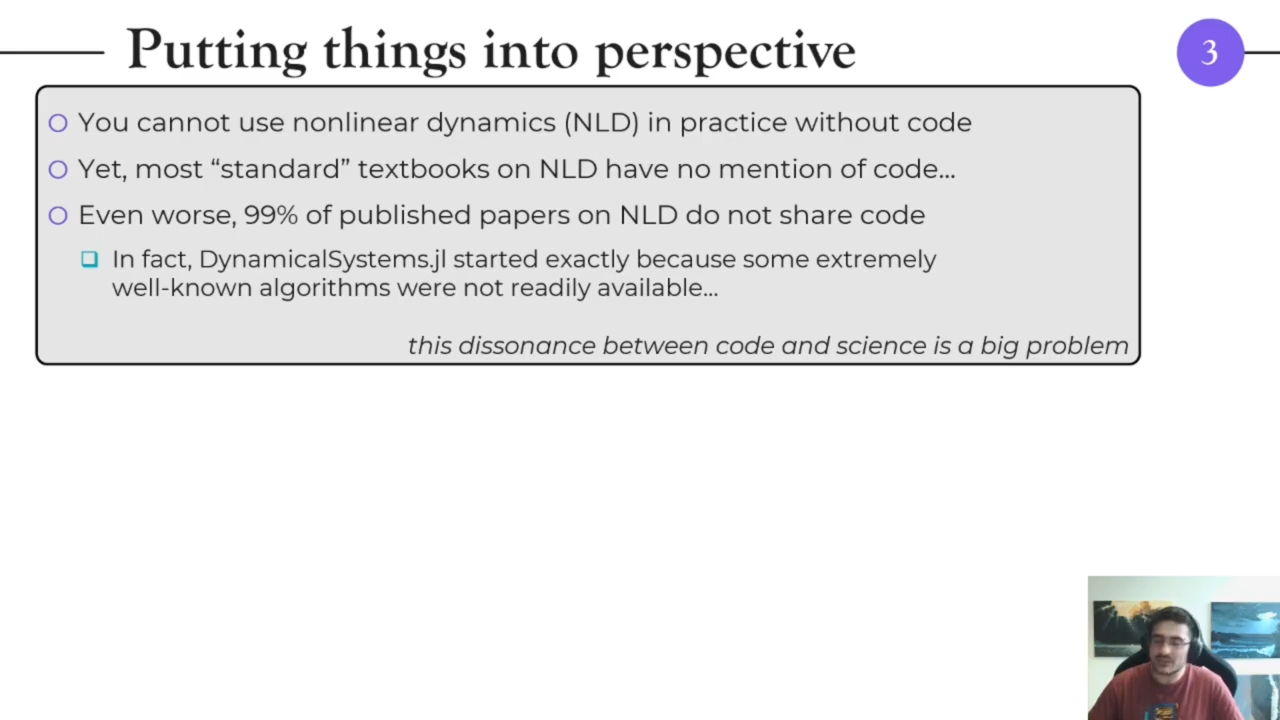 Putting things into perspective
3
You cannot use nonlinear dynamics (NLD) in practice without code
Yet, most “standard” textbooks on NLD have no mention of code…
Even worse, 99% of published papers on NLD do not share code
In fact, DynamicalSystems.jl started exactly because some extremely
well-known algorithms were not readily available…
this dissonance between code and science is a big problem